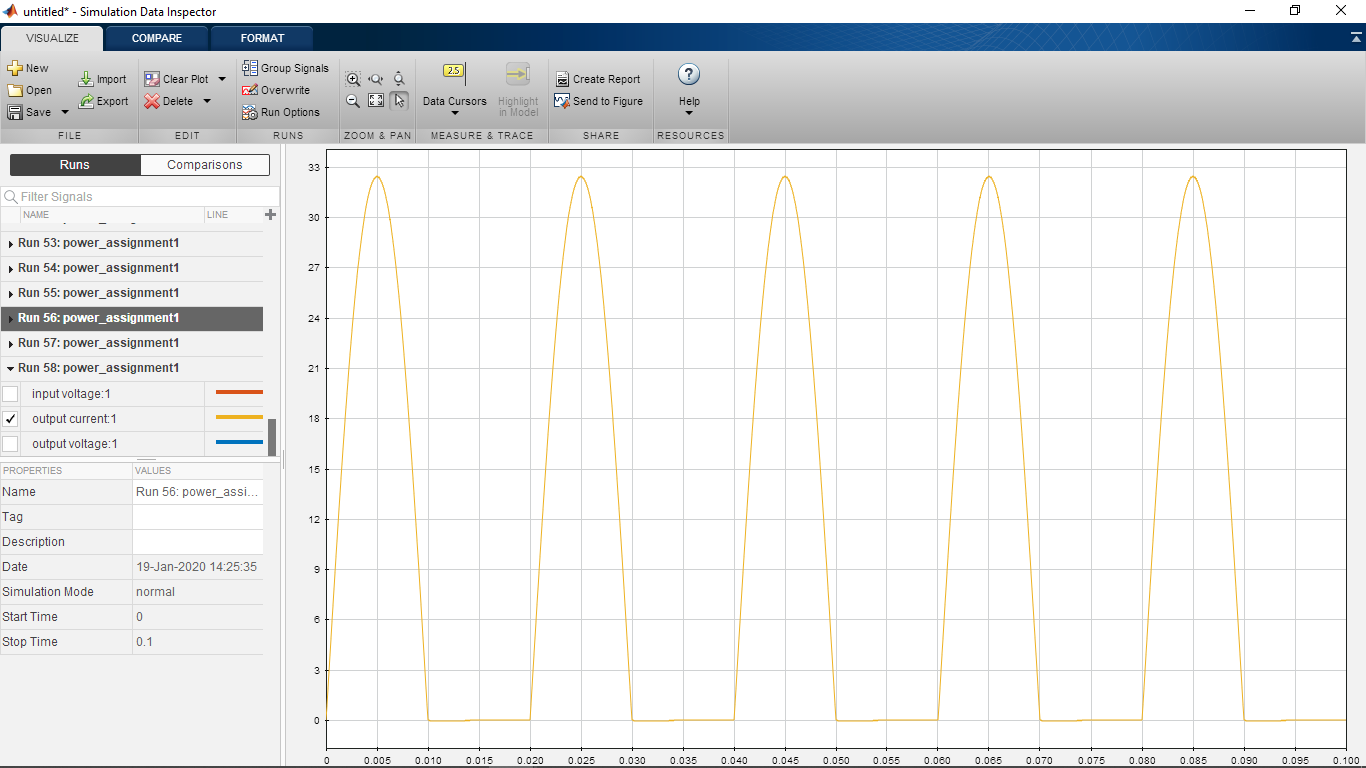 untitled* - Simulation Data Inspector
VISUALIZE COMPARE FORMAT
New
Open
Save
Import
Export
Clear Plot
Delete
Group Signals
Overwrite
Run Options
2.5
Data Cursors
Highlight
in Model
Create Report
Send to Figure
?
Help
FILE EDIT RUNS ZOOM & PAN MEASURE & TRACE SHARE RESOURCES
Runs Comparisons
Filter Signals
NAME LINE
Run 53: power_assignment1
Run 54: power_assignment1
Run 55: power_assignment1
Run 56: power_assignment1
Run 57: power_assignment1
Run 58: power_assignment1
input voltage:1
output current:1
output voltage:1
PROPERTIES VALUES
Name Run 56: power_assi...
Tag
Description
Date 19-Jan-2020 14:25:35
Simulation Mode normal
Start Time 0
Stop Time 0.1
33
30
27
24
21
18
15
12
9
6
3
0
0 0.005 0.010 0.015 0.020 0.025 0.030 0.035 0.040 0.045 0.050 0.055 0.060 0.065 0.070 0.075 0.080 0.085 0.090 0.095 0.100